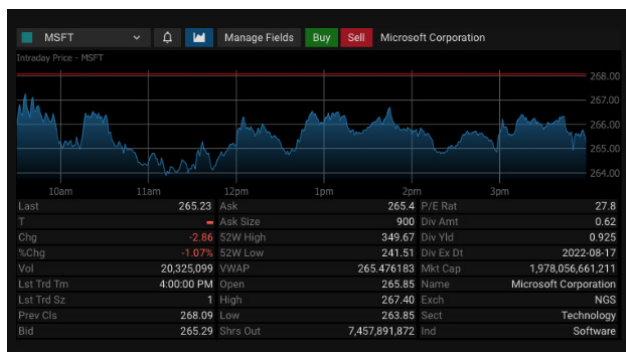 MSFT Manage Fields Buy Sell Microsoft Corporation
Intraday Price - MSFT
268.00
267.00
266.00
265.00
264.00
10am 11am 12pm 1pm 2pm 3pm
Last 265.23 Ask 265.4 P/E Rat 27.8
T Ask Size 900 Div Amt 0.62
Chg -2.86 52W High 349.67 Div Yld 0.925
%Chg -1.07% 52W Low 241.51 Div Ex Dt 2022-08-17
Vol 20,325,099 VWAP 265.476183 Mkt Cap 1,978,056,661,211
Lst Trd Tm 4:00:00 PM Open 265.85 Name Microsoft Corporation
Lst Trd Sz 1 High 267.40 Exch NGS
Prev Cls 268.09 Low 263.85 Sect Technology
Bid 265.29 Shrs Out 7,457,891,872 Ind Software